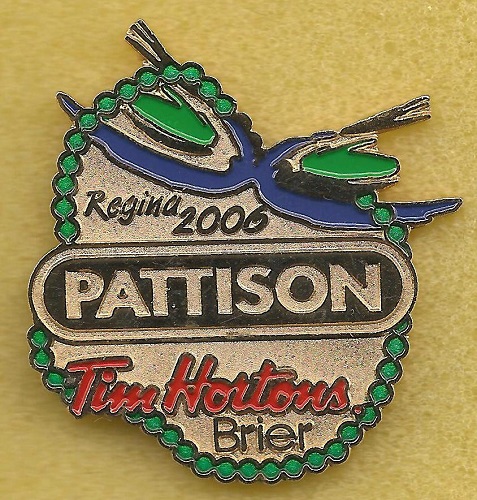 Regina 2006
PATTISON
Tim Hortons.
Brier